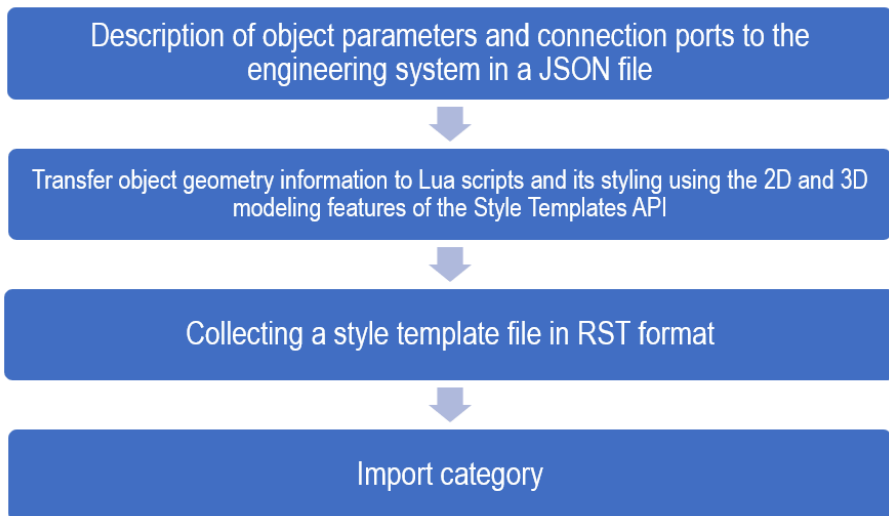 Description of object parameters and connection ports to the
engineering system in a JSON file
Transfer object geometry information to Lua scripts and its styling using the 2D and 3D
modeling features of the Style Templates API
Collecting a style template file in RST format
Import category